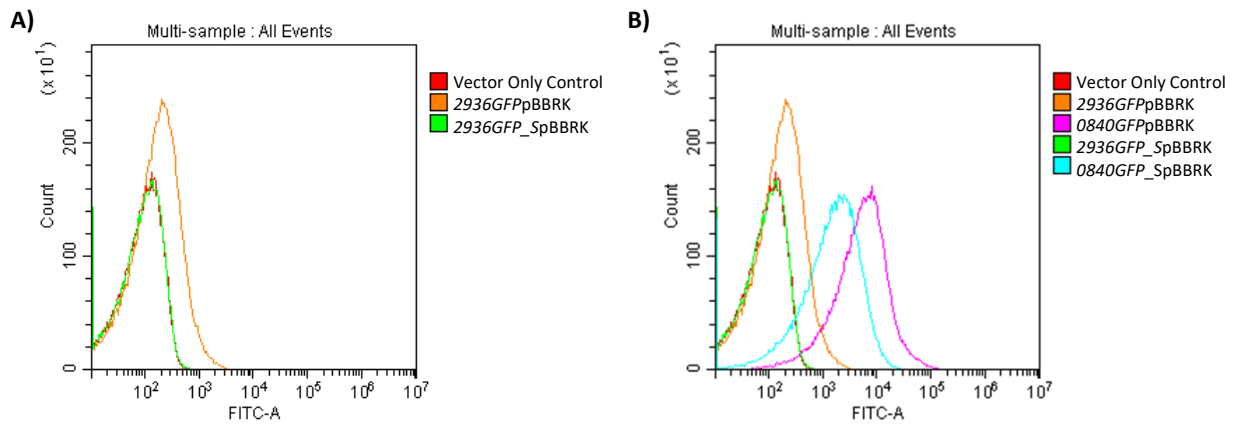 A)
Multi-sample : All Events
(x 10¹)
Count
200
100
0
10² 10³ 10⁴ 10⁵ 10⁶ 10⁷
FITC-A
Vector Only Control
2936GFPpBBRK
2936GFP_SpBBRK
B)
Multi-sample : All Events
(x 10¹)
Count
200
100
0
10² 10³ 10⁴ 10⁵ 10⁶ 10⁷
FITC-A
Vector Only Control
2936GFPpBBRK
0840GFPpBBRK
2936GFP_SpBBRK
0840GFP_SpBBRK